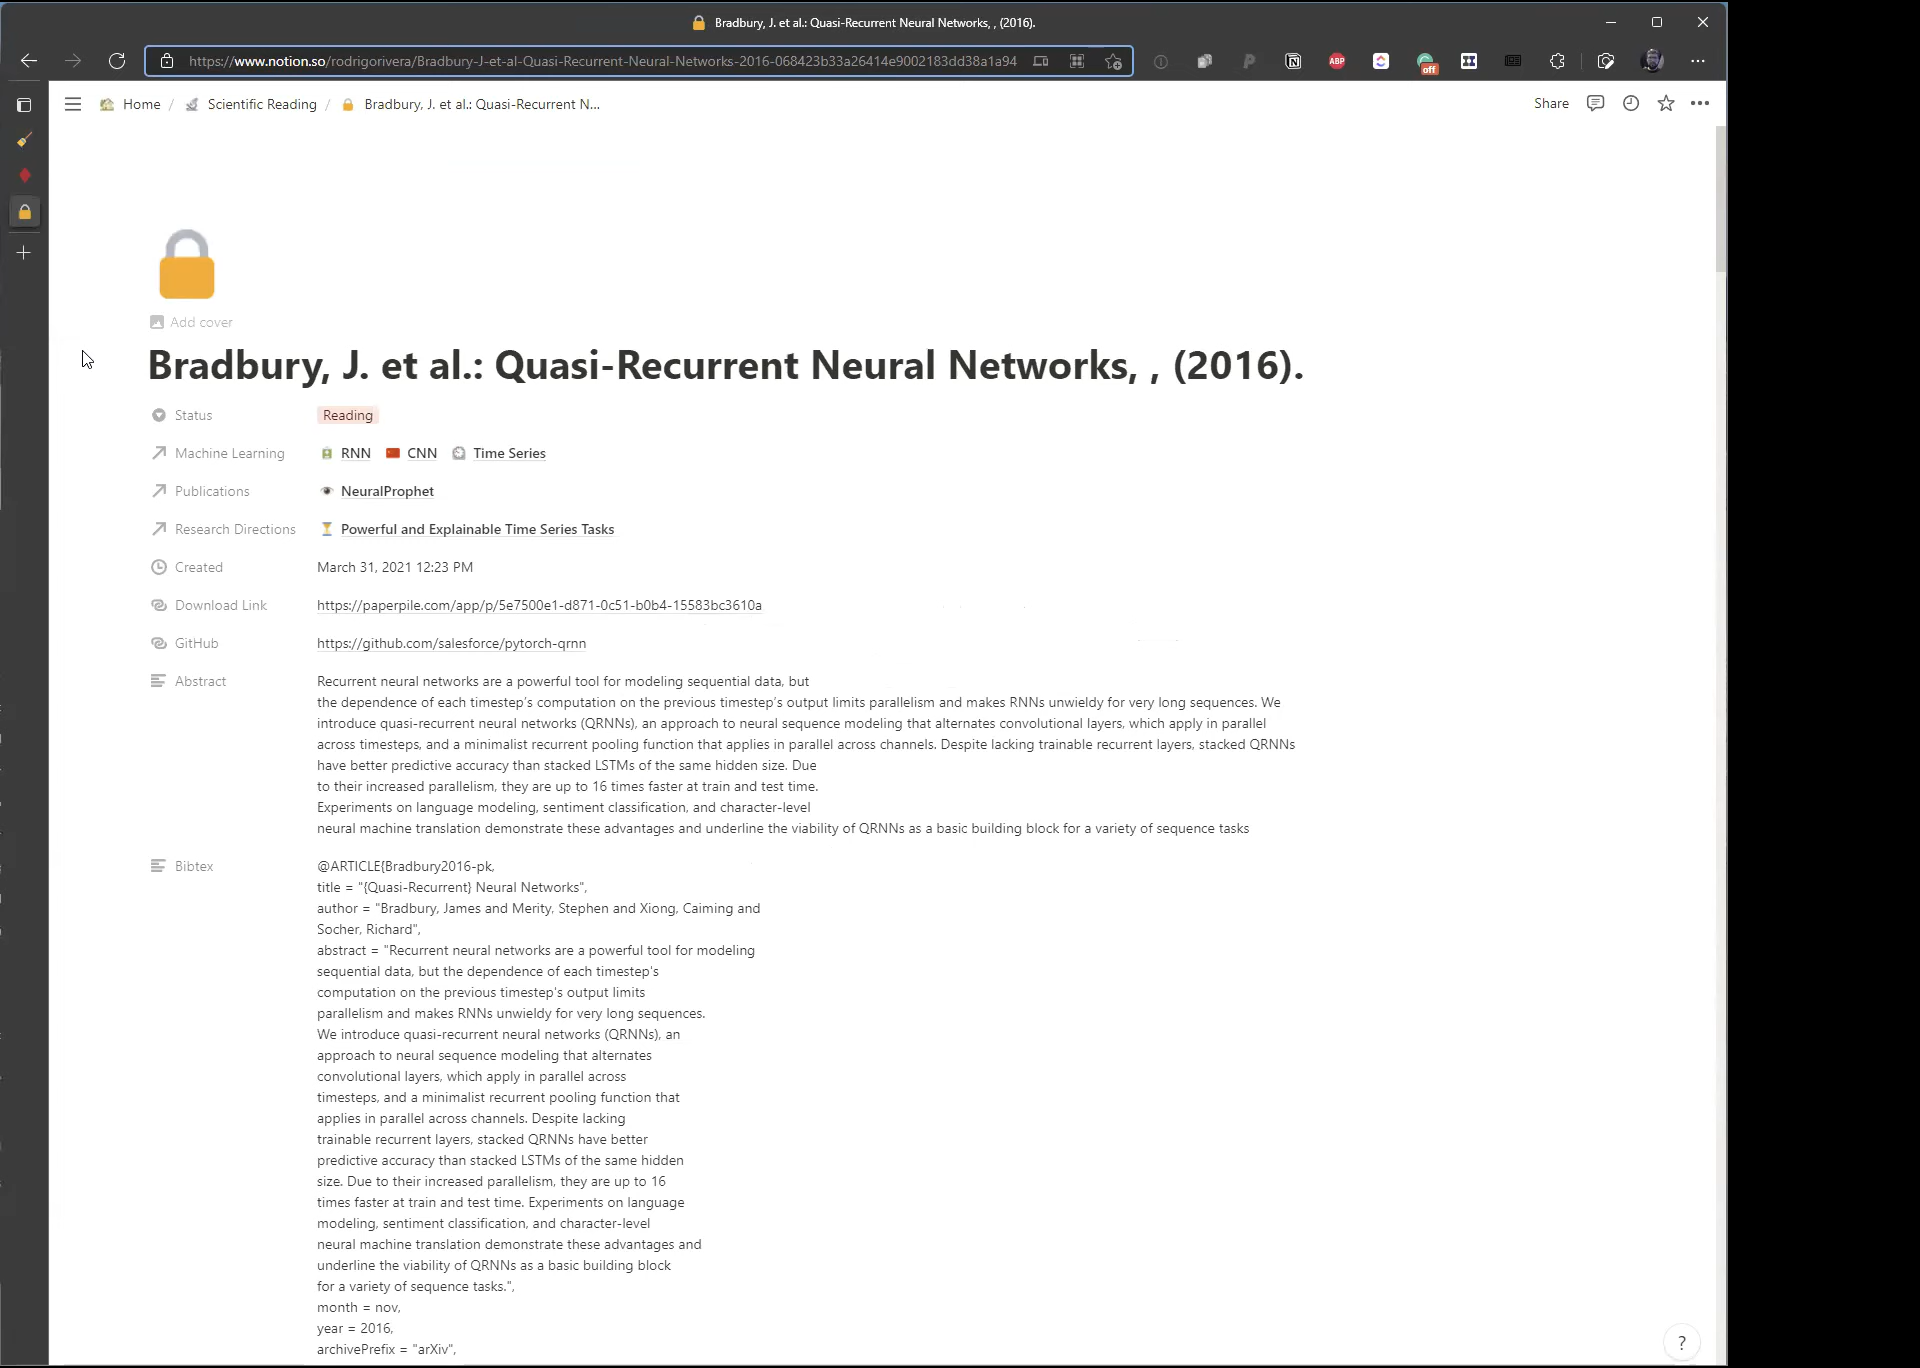 Bradbury, J. et al.: Quasi-Recurrent Neural Networks, , (2016).
https://www.notion.so/rodrigorivera/Bradbury-J-et-al-Quasi-Recurrent-Neural-Networks-2016-068423b33a26414e9002183dd38a1a94
ABP
off
Home / Scientific Reading / Bradbury, J. et al.: Quasi-Recurrent N...
Share
Add cover
Bradbury, J. et al.: Quasi-Recurrent Neural Networks, , (2016).
Status Reading
Machine Learning RNN CNN Time Series
Publications NeuralProphet
Research Directions Powerful and Explainable Time Series Tasks
Created March 31, 2021 12:23 PM
Download Link https://paperpile.com/app/p/5e7500e1-d871-0c51-b0b4-15583bc3610a
GitHub https://github.com/salesforce/pytorch-qrnn
Abstract Recurrent neural networks are a powerful tool for modeling sequential data, but
the dependence of each timestep's computation on the previous timestep's output limits parallelism and makes RNNs unwieldy for very long sequences. We
introduce quasi-recurrent neural networks (QRNNs), an approach to neural sequence modeling that alternates convolutional layers, which apply in parallel
across timesteps, and a minimalist recurrent pooling function that applies in parallel across channels. Despite lacking trainable recurrent layers, stacked QRNNs
have better predictive accuracy than stacked LSTMs of the same hidden size. Due
to their increased parallelism, they are up to 16 times faster at train and test time.
Experiments on language modeling, sentiment classification, and character-level
neural machine translation demonstrate these advantages and underline the viability of QRNNs as a basic building block for a variety of sequence tasks
Bibtex @ARTICLE{Bradbury2016-pk,
title = "{Quasi-Recurrent} Neural Networks",
author = "Bradbury, James and Merity, Stephen and Xiong, Caiming and
Socher, Richard",
abstract = "Recurrent neural networks are a powerful tool for modeling
sequential data, but the dependence of each timestep's
computation on the previous timestep's output limits
parallelism and makes RNNs unwieldy for very long sequences.
We introduce quasi-recurrent neural networks (QRNNs), an
approach to neural sequence modeling that alternates
convolutional layers, which apply in parallel across
timesteps, and a minimalist recurrent pooling function that
applies in parallel across channels. Despite lacking
trainable recurrent layers, stacked QRNNs have better
predictive accuracy than stacked LSTMs of the same hidden
size. Due to their increased parallelism, they are up to 16
times faster at train and test time. Experiments on language
modeling, sentiment classification, and character-level
neural machine translation demonstrate these advantages and
underline the viability of QRNNs as a basic building block
for a variety of sequence tasks.",
month = nov,
year = 2016,
archivePrefix = "arXiv",
?